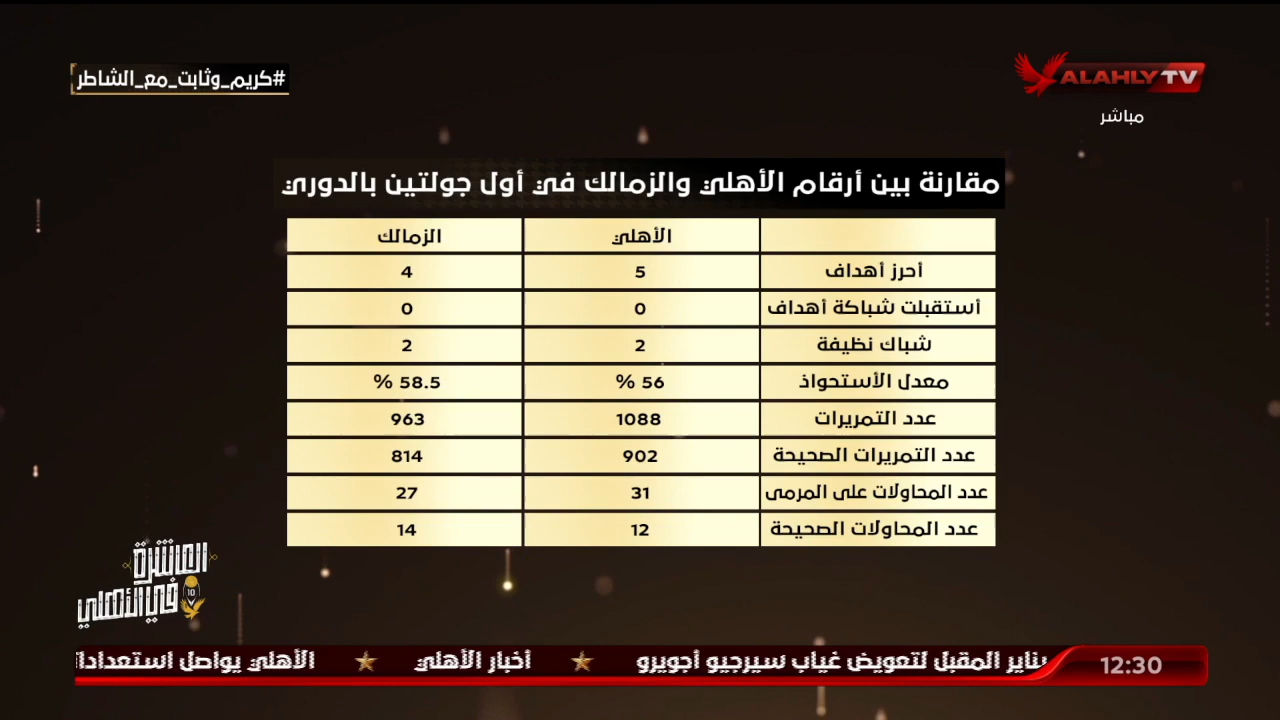 #كريم_وثابت_مع_الشاطر
ALAHLY TV
مباشر
مقارنة بين أرقام الأهلي والزمالك في أول جولتين بالدوري
الأهلي الزمالك
أحرز أهداف 5 4
أستقبلت شباكة أهداف 0 0
شباك نظيفة 2 2
معدل الأستحواذ 56 % 58.5 %
عدد التمريرات 1088 963
عدد التمريرات الصحيحة 902 814
عدد المحاولات على المرمى 31 27
عدد المحاولات الصحيحة 12 14
العاشرة
في الأهلي
10
12:30
يناير المقبل لتعويض غياب سيرجيو أجويرو ★ أخبار الأهلي ★ الأهلي يواصل استعدادا